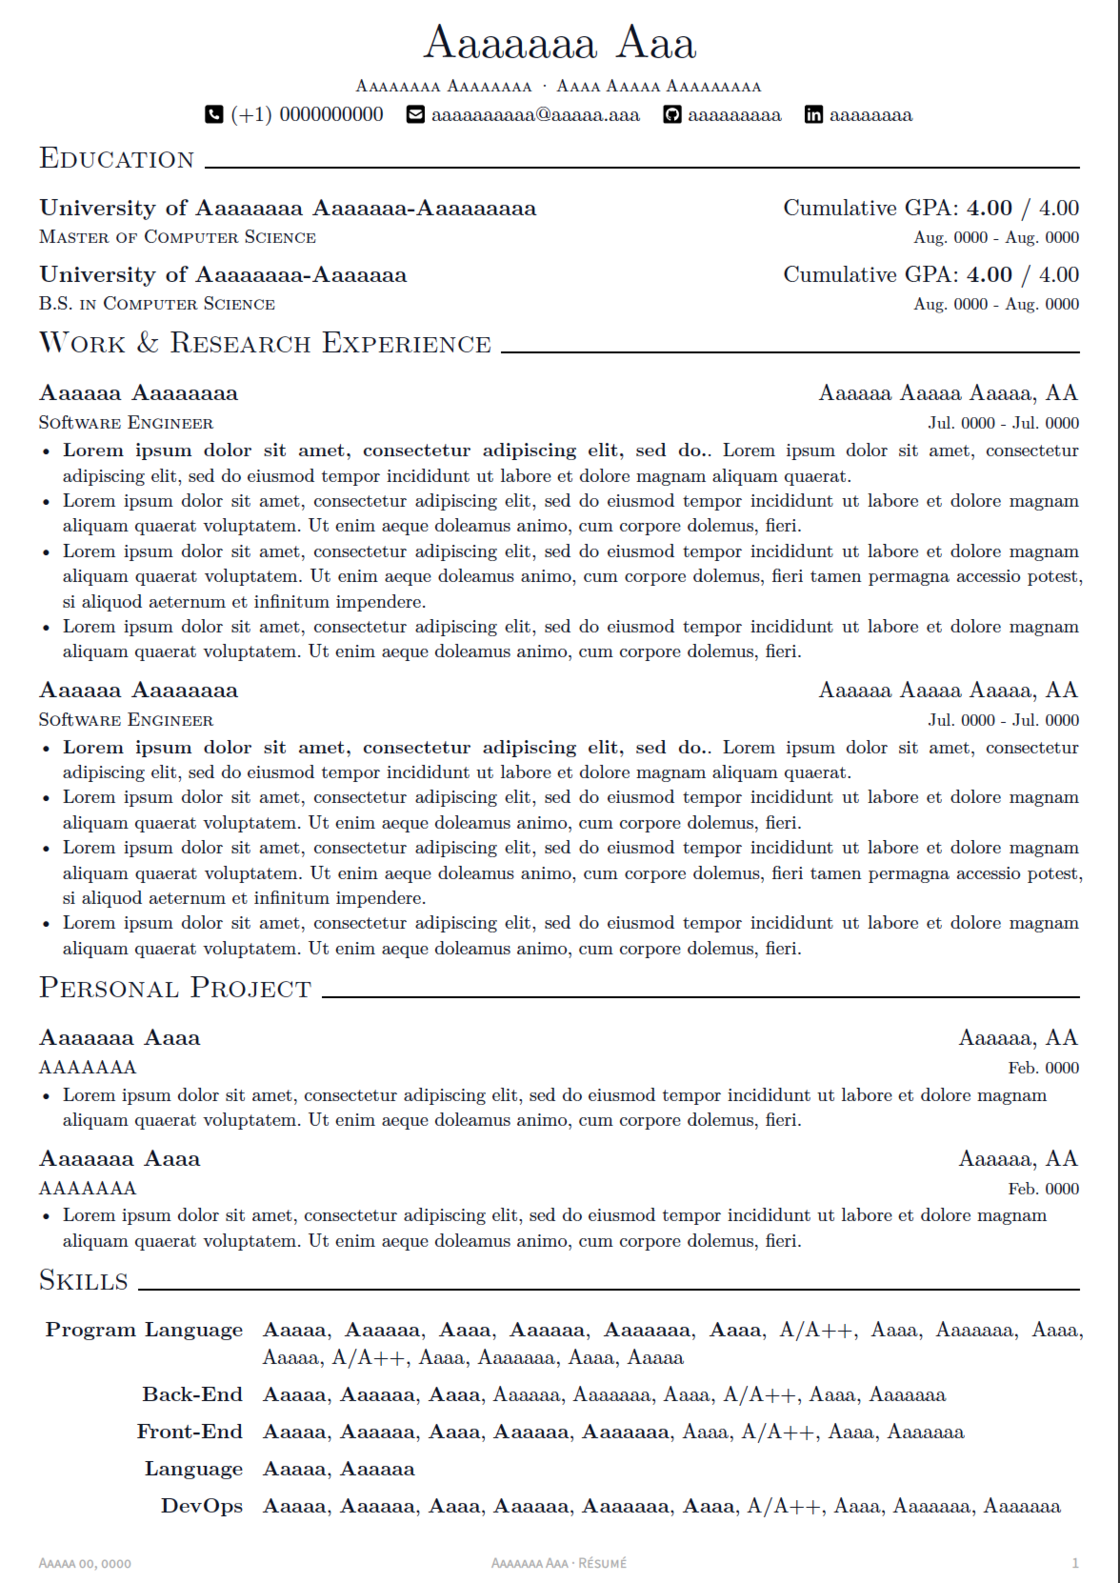 Aaaaaaa Aaa
Aaaaaaaa Aaaaaaaa · Aaaa Aaaaa Aaaaaaaaa
(+1) 0000000000 aaaaaaaaaa@aaaaa.aaa aaaaaaaaa aaaaaaaa
Education
University of Aaaaaaaa Aaaaaaa-Aaaaaaaaa Cumulative GPA: 4.00 / 4.00
Master of Computer Science Aug. 0000 - Aug. 0000
University of Aaaaaaaa-Aaaaaaa Cumulative GPA: 4.00 / 4.00
B.S. in Computer Science Aug. 0000 - Aug. 0000
Work & Research Experience
Aaaaaa Aaaaaaaa Aaaaaa Aaaaa Aaaaa, AA
Software Engineer Jul. 0000 - Jul. 0000
• Lorem ipsum dolor sit amet, consectetur adipiscing elit, sed do.. Lorem ipsum dolor sit amet, consectetur
adipiscing elit, sed do eiusmod tempor incididunt ut labore et dolore magnam aliquam quaerat.
• Lorem ipsum dolor sit amet, consectetur adipiscing elit, sed do eiusmod tempor incididunt ut labore et dolore magnam
aliquam quaerat voluptatem. Ut enim aeque doleamus animo, cum corpore dolemus, fieri.
• Lorem ipsum dolor sit amet, consectetur adipiscing elit, sed do eiusmod tempor incididunt ut labore et dolore magnam
aliquam quaerat voluptatem. Ut enim aeque doleamus animo, cum corpore dolemus, fieri tamen permagna accessio potest,
si aliquod aeternum et infinitum impendere.
• Lorem ipsum dolor sit amet, consectetur adipiscing elit, sed do eiusmod tempor incididunt ut labore et dolore magnam
aliquam quaerat voluptatem. Ut enim aeque doleamus animo, cum corpore dolemus, fieri.
Aaaaaa Aaaaaaaa Aaaaaa Aaaaa Aaaaa, AA
Software Engineer Jul. 0000 - Jul. 0000
• Lorem ipsum dolor sit amet, consectetur adipiscing elit, sed do.. Lorem ipsum dolor sit amet, consectetur
adipiscing elit, sed do eiusmod tempor incididunt ut labore et dolore magnam aliquam quaerat.
• Lorem ipsum dolor sit amet, consectetur adipiscing elit, sed do eiusmod tempor incididunt ut labore et dolore magnam
aliquam quaerat voluptatem. Ut enim aeque doleamus animo, cum corpore dolemus, fieri.
• Lorem ipsum dolor sit amet, consectetur adipiscing elit, sed do eiusmod tempor incididunt ut labore et dolore magnam
aliquam quaerat voluptatem. Ut enim aeque doleamus animo, cum corpore dolemus, fieri tamen permagna accessio potest,
si aliquod aeternum et infinitum impendere.
• Lorem ipsum dolor sit amet, consectetur adipiscing elit, sed do eiusmod tempor incididunt ut labore et dolore magnam
aliquam quaerat voluptatem. Ut enim aeque doleamus animo, cum corpore dolemus, fieri.
Personal Project
Aaaaaaa Aaaa Aaaaaa, AA
AAAAAAA Feb. 0000
• Lorem ipsum dolor sit amet, consectetur adipiscing elit, sed do eiusmod tempor incididunt ut labore et dolore magnam
aliquam quaerat voluptatem. Ut enim aeque doleamus animo, cum corpore dolemus, fieri.
Aaaaaaa Aaaa Aaaaaa, AA
AAAAAAA Feb. 0000
• Lorem ipsum dolor sit amet, consectetur adipiscing elit, sed do eiusmod tempor incididunt ut labore et dolore magnam
aliquam quaerat voluptatem. Ut enim aeque doleamus animo, cum corpore dolemus, fieri.
Skills
Program Language Aaaaa, Aaaaaa, Aaaa, Aaaaaa, Aaaaaaa, Aaaa, A/A++, Aaaa, Aaaaaaa, Aaaa,
Aaaaa, A/A++, Aaaa, Aaaaaaa, Aaaa, Aaaaa
Back-End Aaaaa, Aaaaaa, Aaaa, Aaaaaa, Aaaaaaa, Aaaa, A/A++, Aaaa, Aaaaaaa
Front-End Aaaaa, Aaaaaa, Aaaa, Aaaaaa, Aaaaaaa, Aaaa, A/A++, Aaaa, Aaaaaaa
Language Aaaaa, Aaaaaa
DevOps Aaaaa, Aaaaaa, Aaaa, Aaaaaa, Aaaaaaa, Aaaa, A/A++, Aaaa, Aaaaaaa, Aaaaaaa
Aaaaa 00, 0000 Aaaaaaa Aaa · Résumé 1